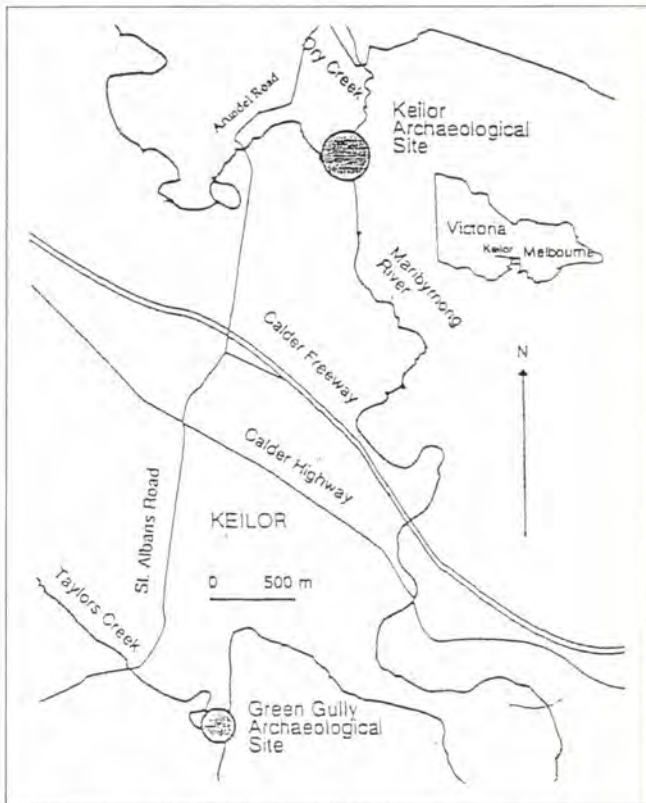 Dry Creek
Arundel Road
Keilor
Archaeological
Site
Victoria
Keilor
Melbourne
Maribyrnong
River
N
Calder Freeway
Calder Highway
St. Albans Road
KEILOR
0 500 m
Taylors Creek
Green Gully
Archaeological
Site